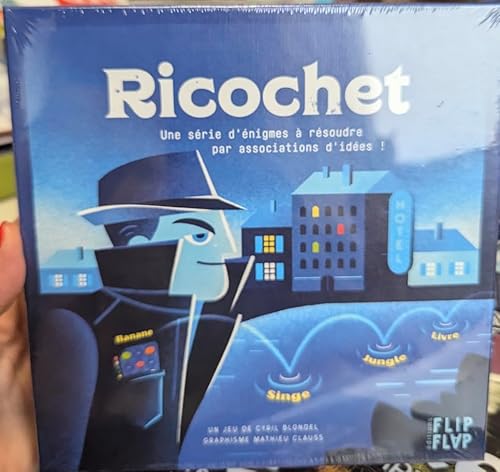 Ricochet
Une série d'énigmes à résoudre
par associations d'idées !
HOTEL
Banane
Livre
Jungle
Singe
UN JEU DE CYRIL BLONDEL
GRAPHISME MATHIEU CLAUSS
ÉDITIONS
FLIP
FLAP